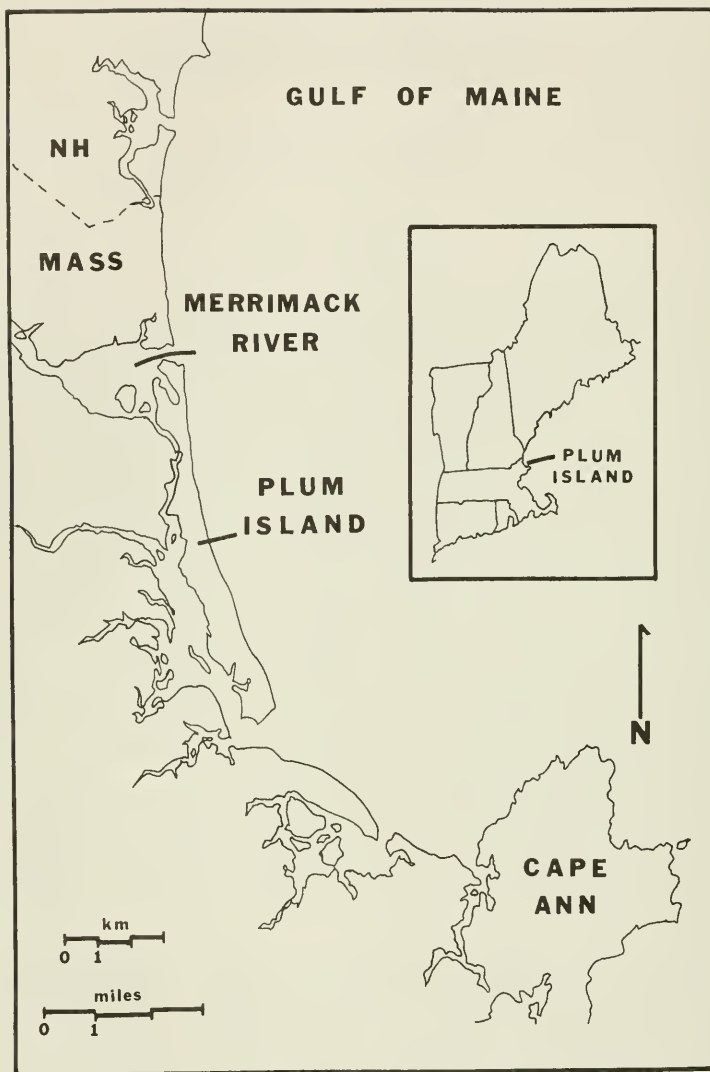 GULF OF MAINE
NH
MASS
MERRIMACK
RIVER
PLUM
ISLAND
PLUM
ISLAND
N
CAPE
ANN
km
0 1
miles
0 1